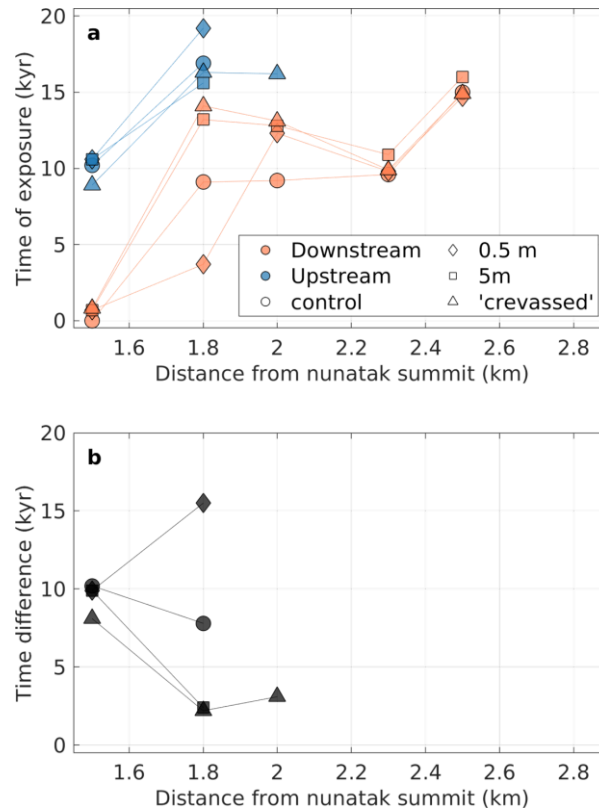 a
Time of exposure (kyr)
20
15
10
5
0
Downstream
0.5 m
Upstream
5m
control
'crevassed'
1.6 1.8 2 2.2 2.4 2.6 2.8
Distance from nunatak summit (km)
b
Time difference (kyr)
20
15
10
5
0
1.6 1.8 2 2.2 2.4 2.6 2.8
Distance from nunatak summit (km)